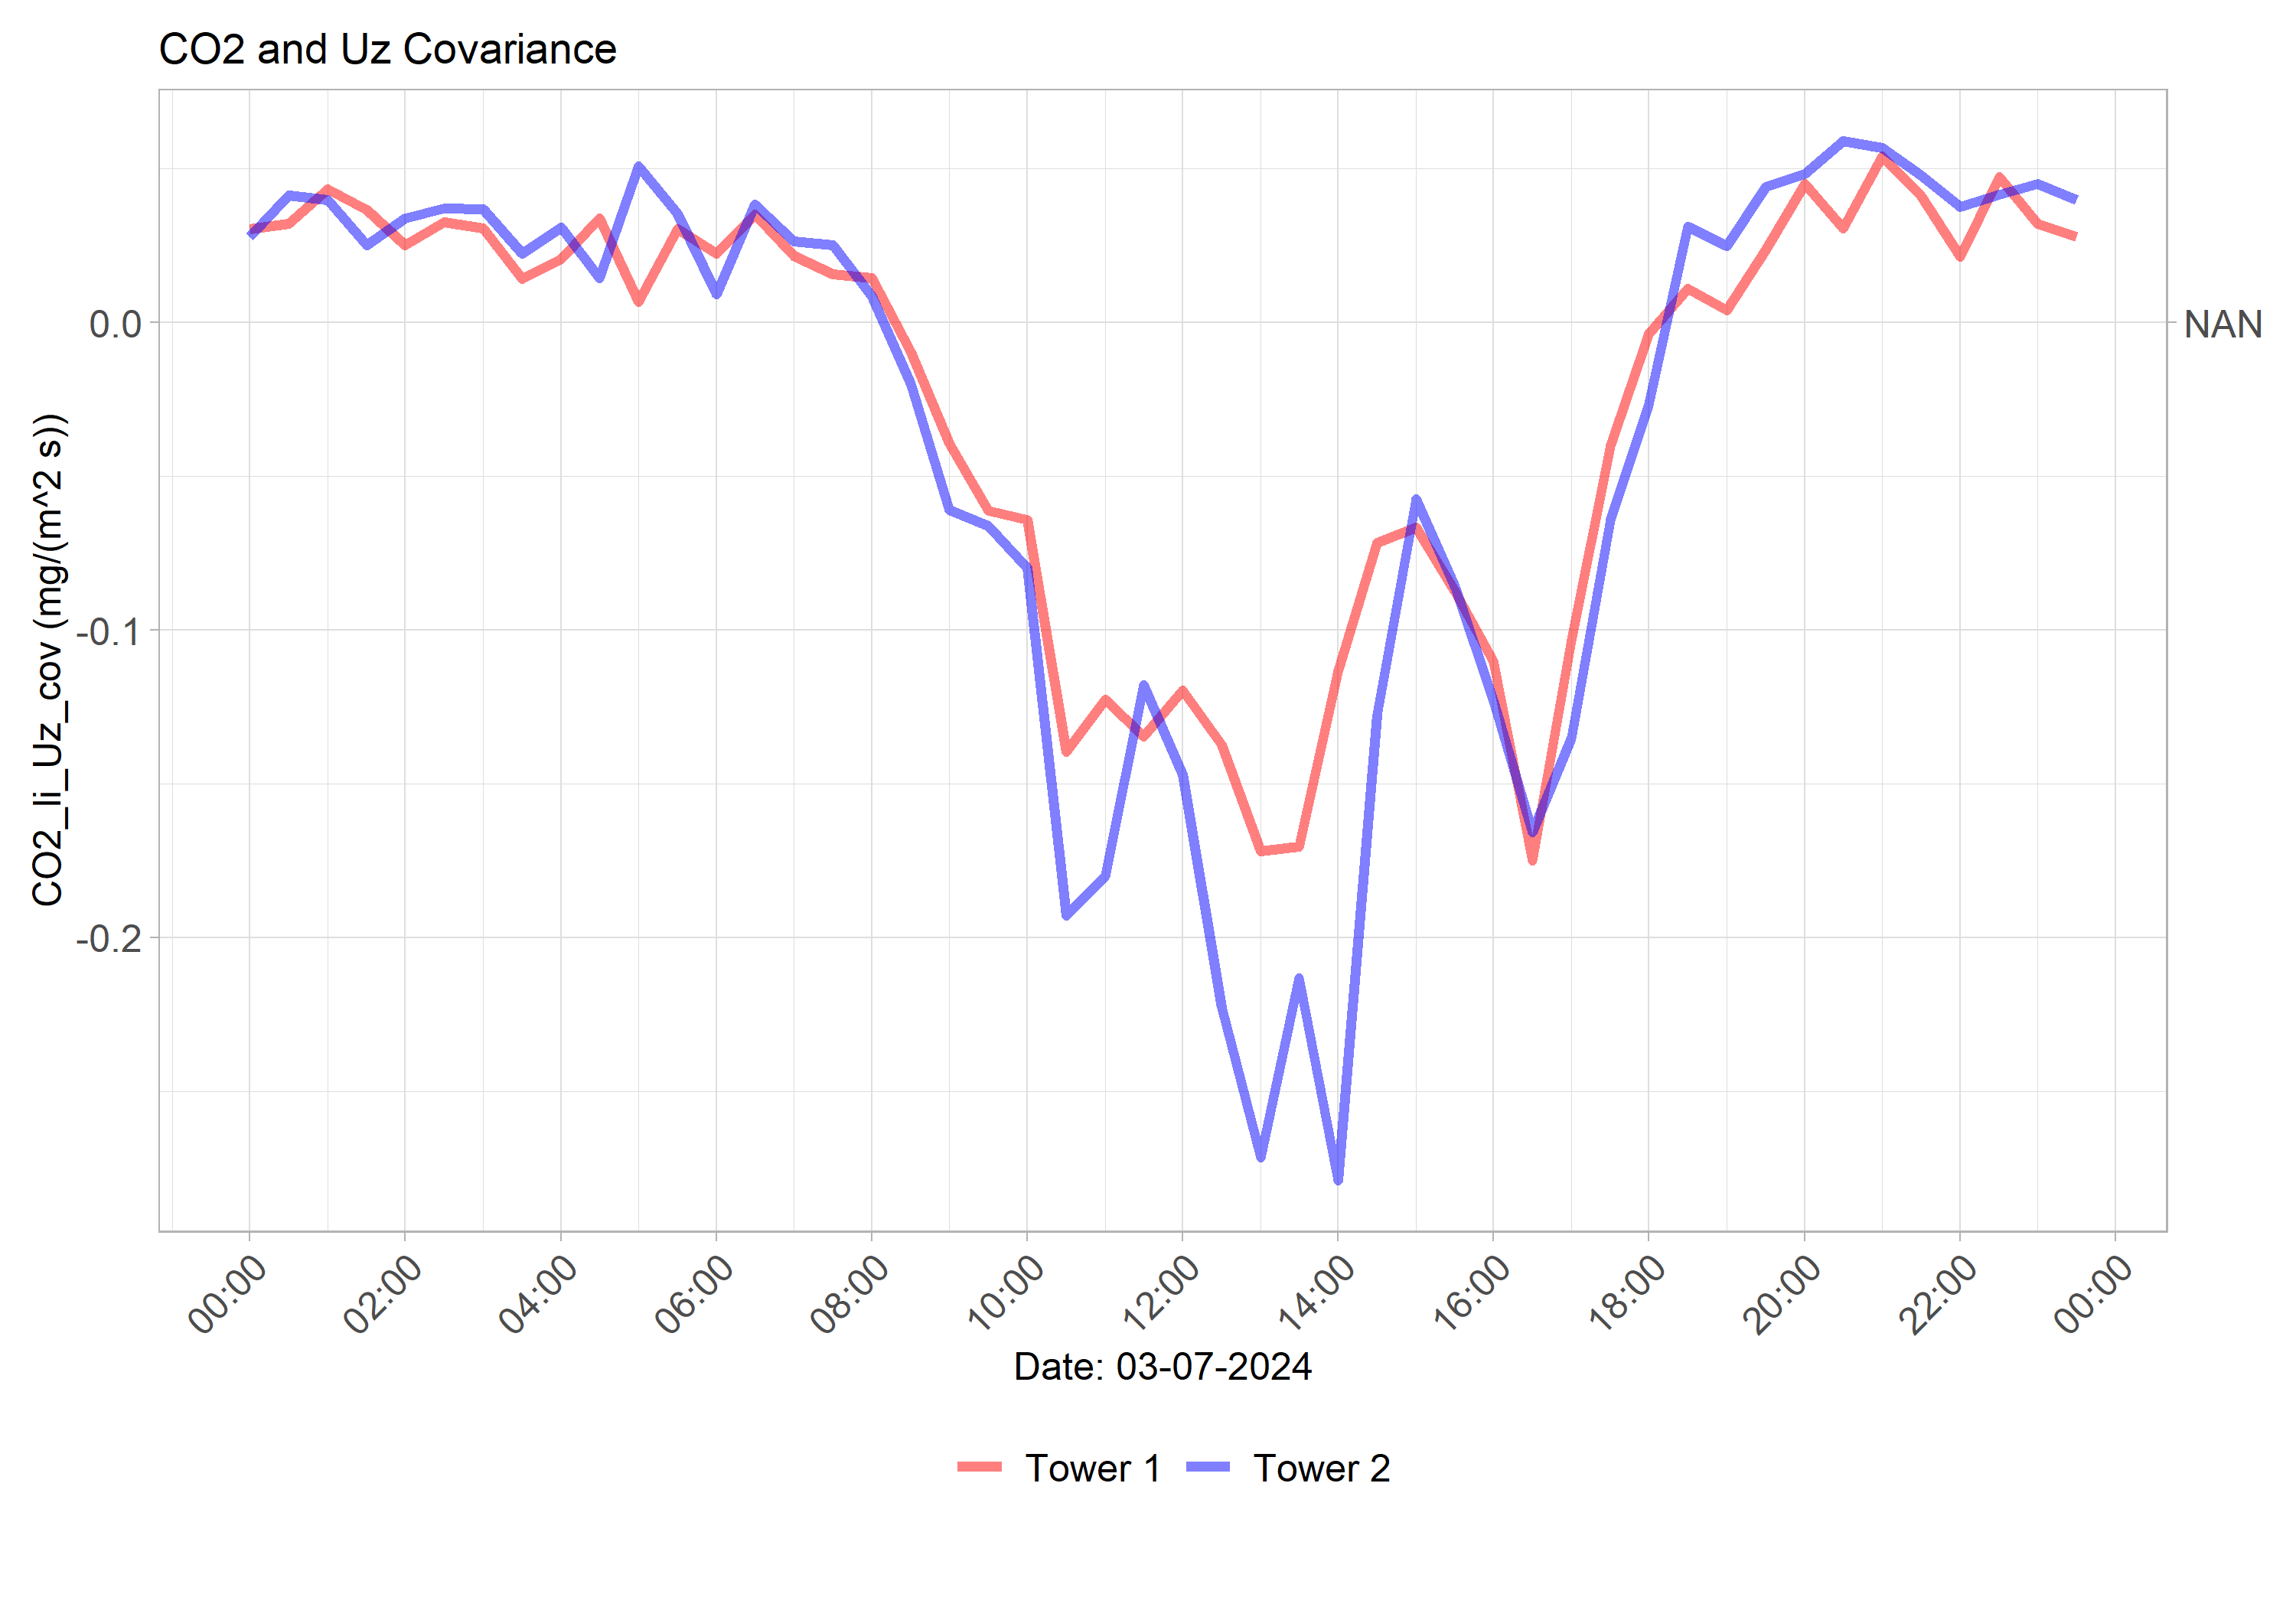 CO2 and Uz Covariance
CO2_li_Uz_cov (mg/(m^2 s))
0.0
-0.1
-0.2
NAN
00:00
02:00
04:00
06:00
08:00
10:00
12:00
14:00
16:00
18:00
20:00
22:00
00:00
Date: 03-07-2024
Tower 1
Tower 2